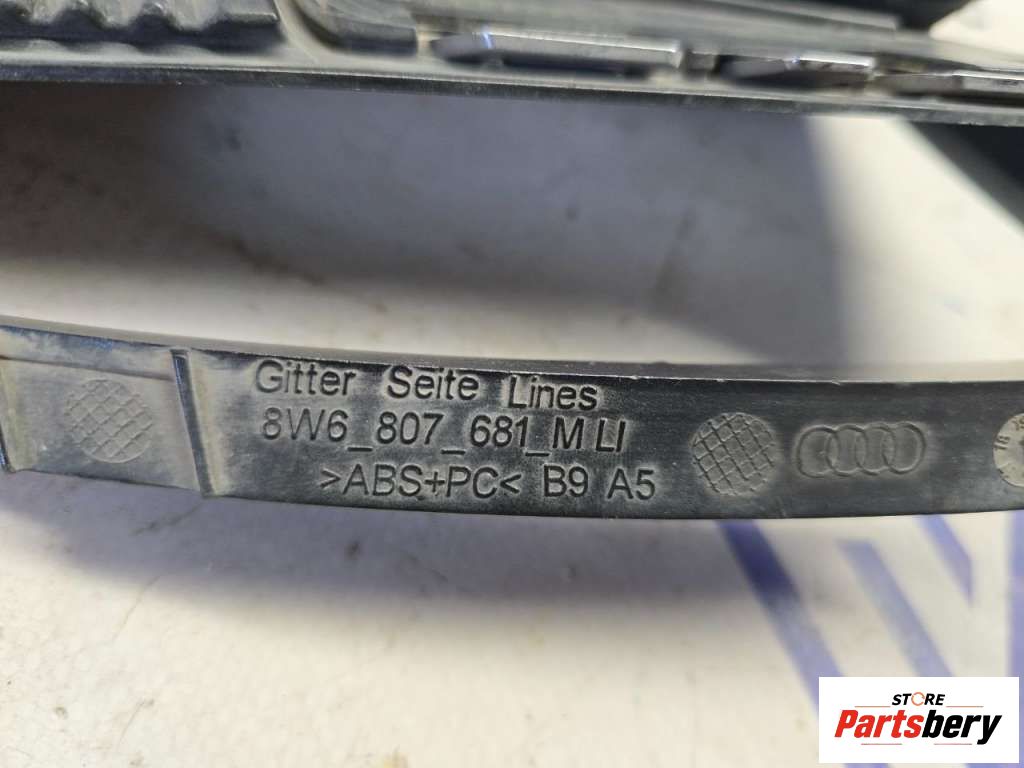 Gitter Seite Lines
8W6_807_681_M LI
>ABS+PC< B9 A5
STORE
Partsbery